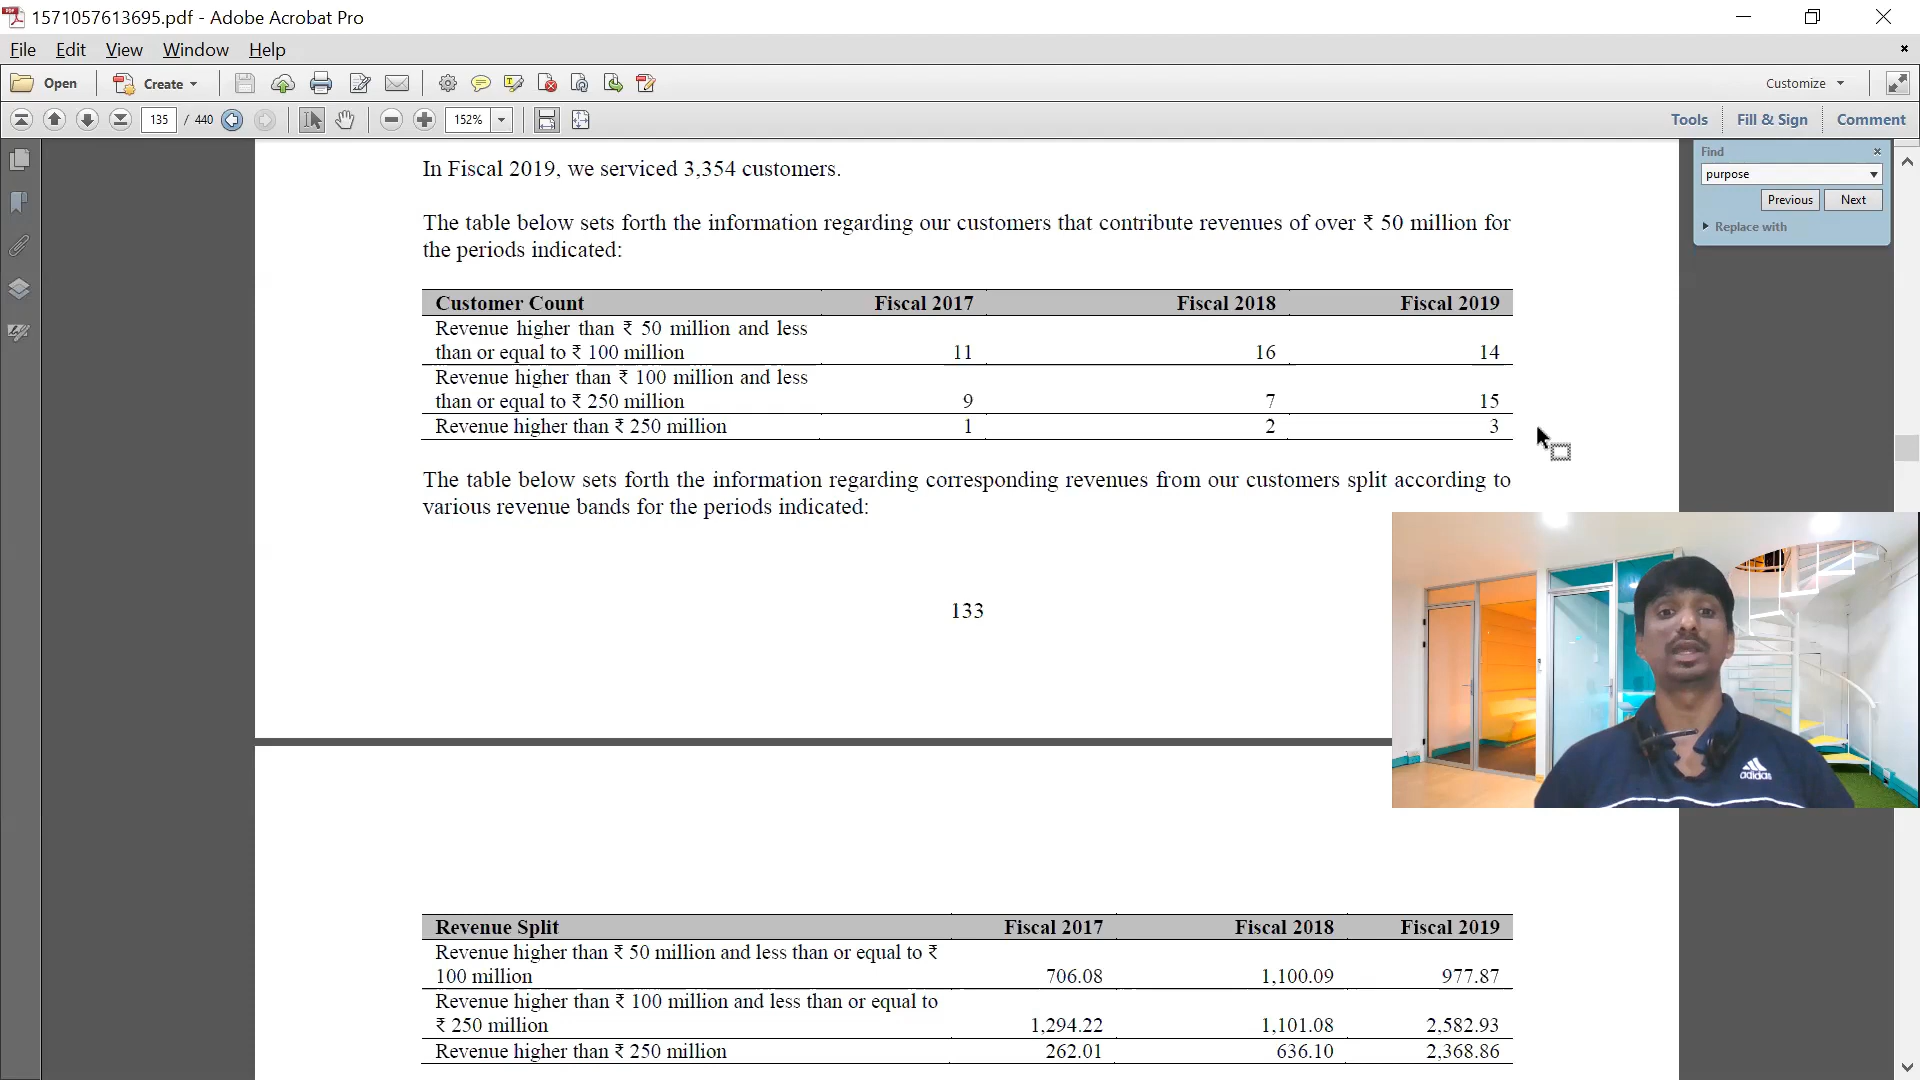 1571057613695.pdf - Adobe Acrobat Pro
File Edit View Window Help
Open Create Customize
135 / 440 152% Tools Fill & Sign Comment
Find
purpose
Previous Next
Replace with
In Fiscal 2019, we serviced 3,354 customers.
The table below sets forth the information regarding our customers that contribute revenues of over ₹ 50 million for
the periods indicated:
Customer Count Fiscal 2017 Fiscal 2018 Fiscal 2019
Revenue higher than ₹ 50 million and less
than or equal to ₹ 100 million 11 16 14
Revenue higher than ₹ 100 million and less
than or equal to ₹ 250 million 9 7 15
Revenue higher than ₹ 250 million 1 2 3
The table below sets forth the information regarding corresponding revenues from our customers split according to
various revenue bands for the periods indicated:
133
adidas
Revenue Split Fiscal 2017 Fiscal 2018 Fiscal 2019
Revenue higher than ₹ 50 million and less than or equal to ₹
100 million 706.08 1,100.09 977.87
Revenue higher than ₹ 100 million and less than or equal to
₹ 250 million 1,294.22 1,101.08 2,582.93
Revenue higher than ₹ 250 million 262.01 636.10 2,368.86